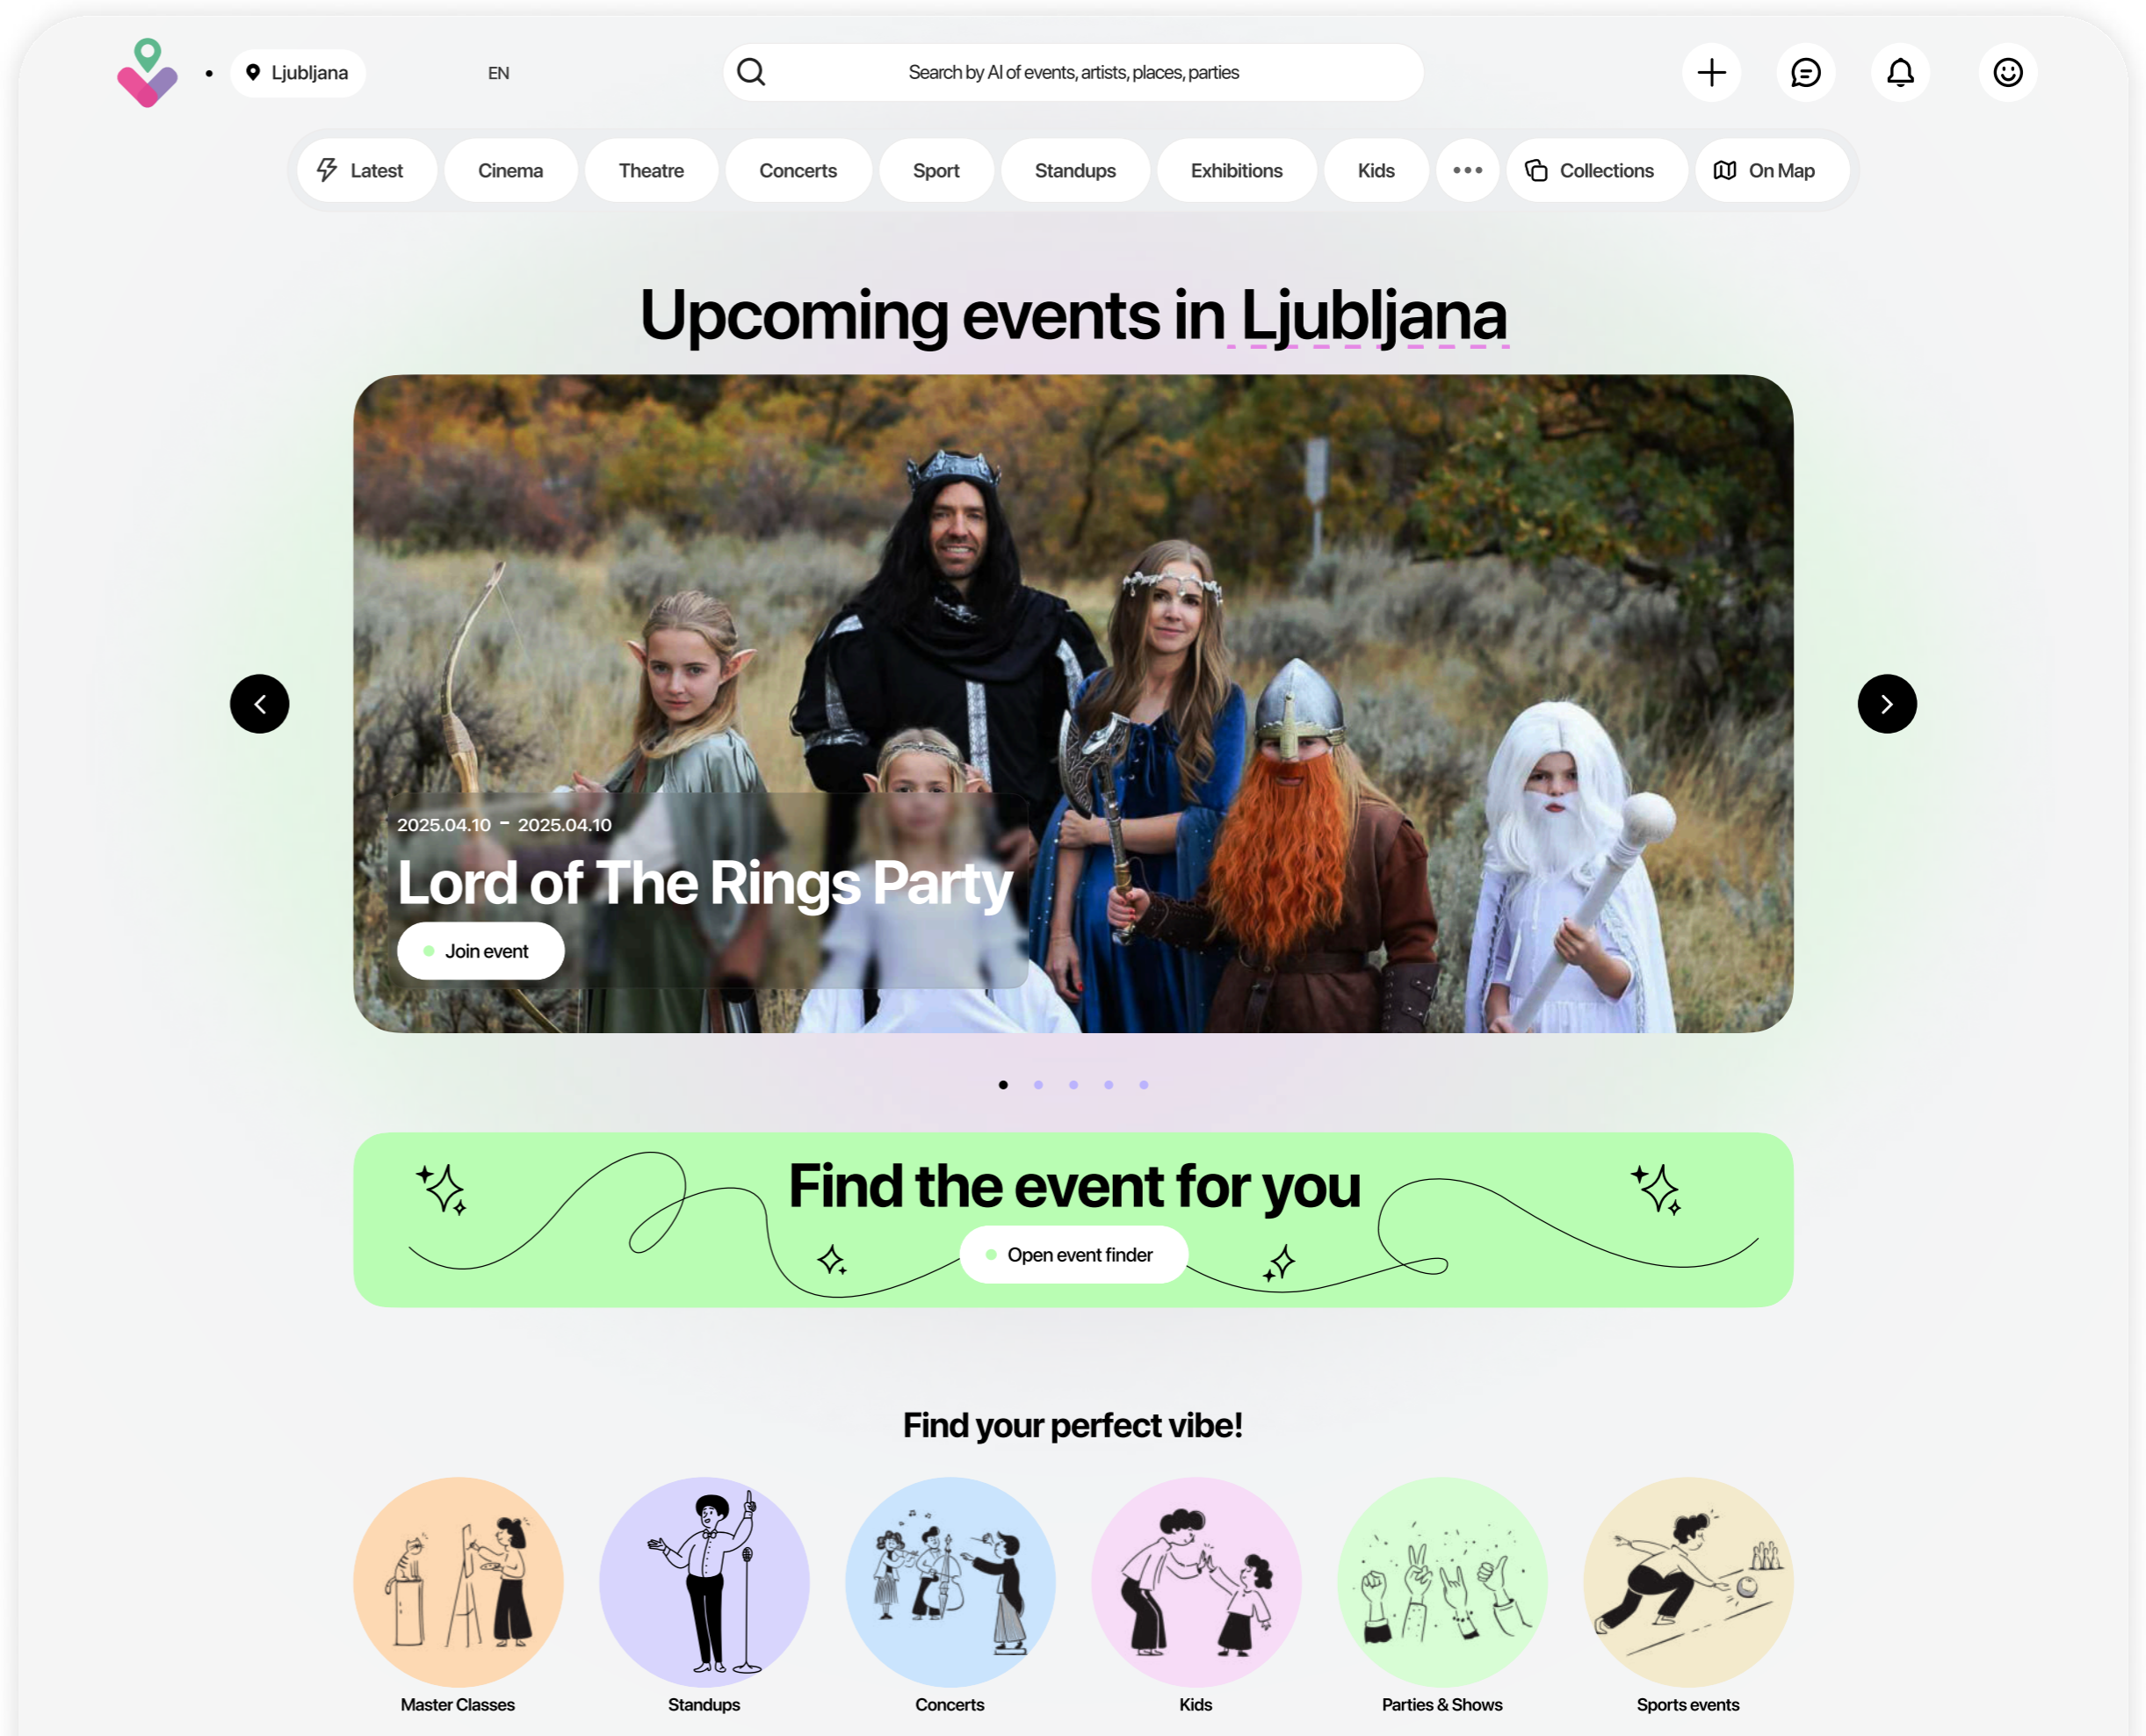 Ljubljana
EN
Search by AI of events, artists, places, parties
Latest
Cinema
Theatre
Concerts
Sport
Standups
Exhibitions
Kids
Collections
On Map
Upcoming events in Ljubljana
2025.04.10 - 2025.04.10
Lord of The Rings Party
Join event
Find the event for you
Open event finder
Find your perfect vibe!
Master Classes
Standups
Concerts
Kids
Parties & Shows
Sports events